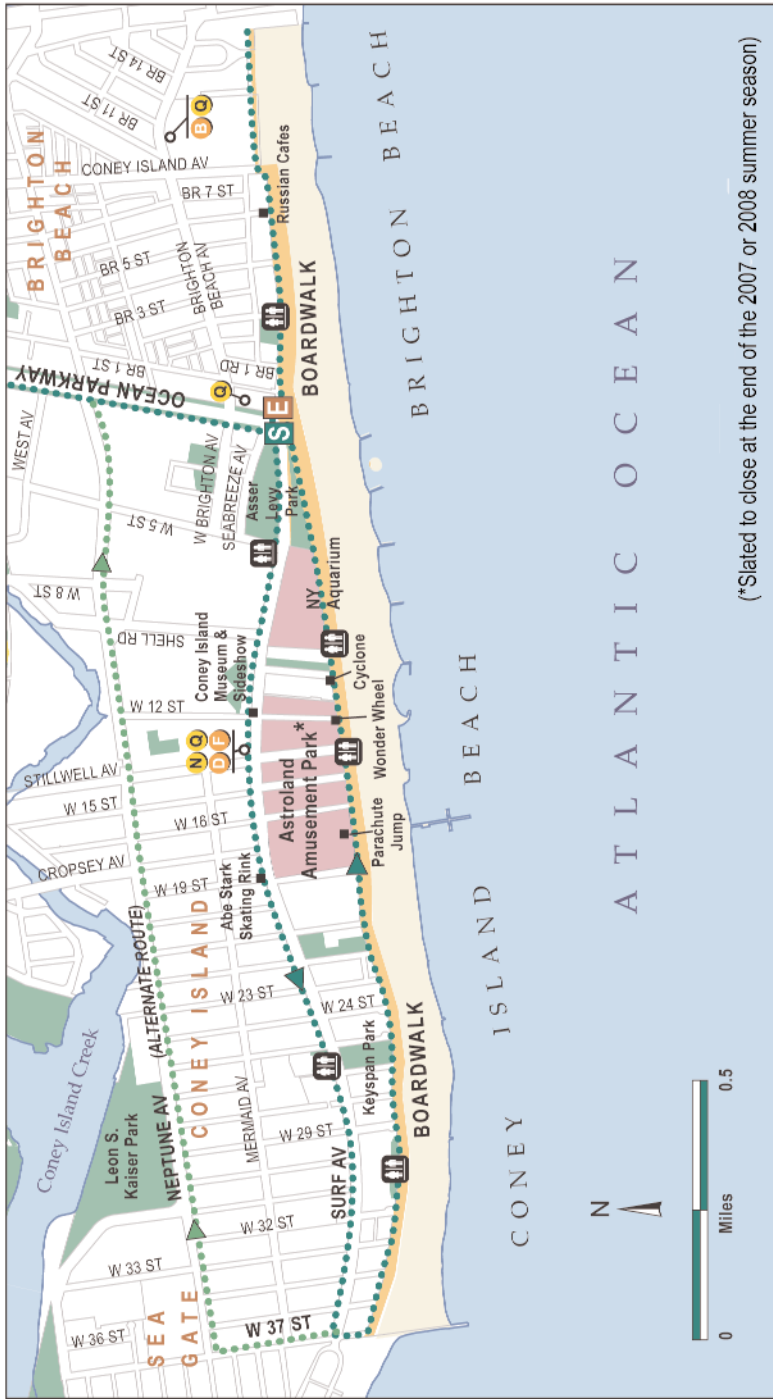 BRIGHTON
BEACH
BR 14 ST
BR 11 ST
B Q
CONEY ISLAND AV
BR 7 ST
BR 5 ST
BRIGHTON
BEACH AV
BR 3 ST
BR 1 ST
BR 1 RD
Russian Cafes
BOARDWALK
OCEAN PARKWAY
Q
S E
WEST AV
W BRIGHTON AV
SEABREEZE AV
W 5 ST
Asser
Levy
Park
W 8 ST
SHELL RD
NY
Aquarium
Coney Island
Museum &
Sideshow
Cyclone
W 12 ST
Wonder Wheel
N Q
D F
STILLWELL AV
Astroland
Amusement Park*
W 15 ST
W 16 ST
Parachute
Jump
CROPSEY AV
W 19 ST
Abe Stark
Skating Rink
Coney Island Creek
(ALTERNATE ROUTE)
CONEY ISLAND
W 23 ST
W 24 ST
Leon S.
Kaiser Park
NEPTUNE AV
MERMAID AV
Keyspan Park
W 29 ST
SURF AV
BOARDWALK
W 32 ST
W 33 ST
SEA
GATE
W 36 ST
W 37 ST
BRIGHTON BEACH
CONEY ISLAND BEACH
ATLANTIC OCEAN
N
0 Miles 0.5
(*Slated to close at the end of the 2007 or 2008 summer season)